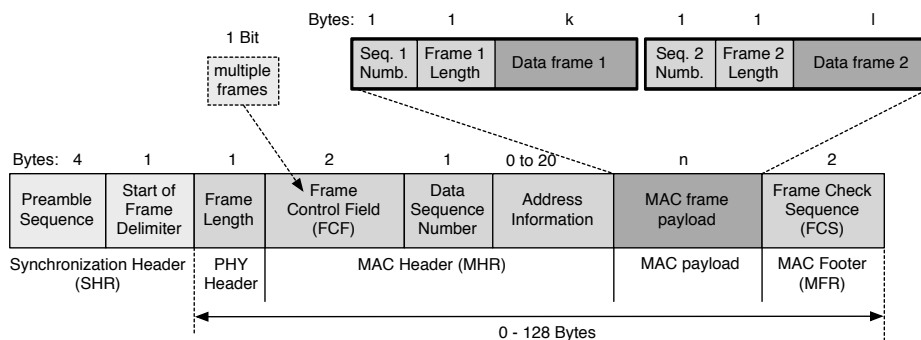 Bytes: 1 1 k 1 1 l
1 Bit
multiple
frames
Seq. 1
Numb.
Frame 1
Length
Data frame 1
Seq. 2
Numb.
Frame 2
Length
Data frame 2
Bytes: 4 1 1 2 1 0 to 20 n 2
Preamble
Sequence
Start of
Frame
Delimiter
Frame
Length
Frame
Control Field
(FCF)
Data
Sequence
Number
Address
Information
MAC frame
payload
Frame Check
Sequence
(FCS)
Synchronization Header
(SHR)
PHY
Header
MAC Header (MHR)
MAC payload
MAC Footer
(MFR)
0 - 128 Bytes